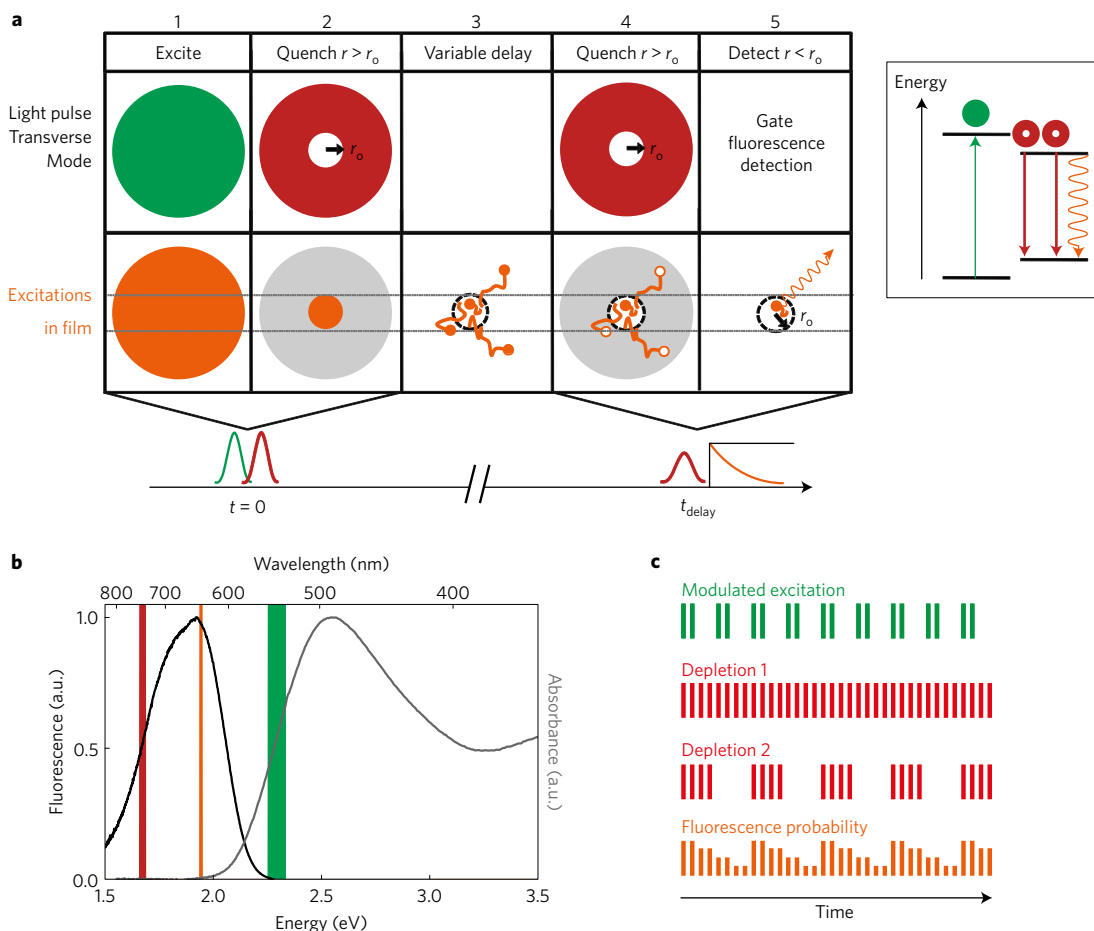 a
1 2 3 4 5
Excite Quench r > rₒ Variable delay Quench r > rₒ Detect r < rₒ
Light pulse
Transverse
Mode
rₒ
rₒ
Gate
fluorescence
detection
Energy
Excitations
in film
rₒ
t = 0
t_delay
b
Wavelength (nm)
800 700 600 500 400
1.0
0.5
0.0
Fluorescence (a.u.)
Absorbance (a.u.)
1.5 2.0 2.5 3.0 3.5
Energy (eV)
c
Modulated excitation
Depletion 1
Depletion 2
Fluorescence probability
Time